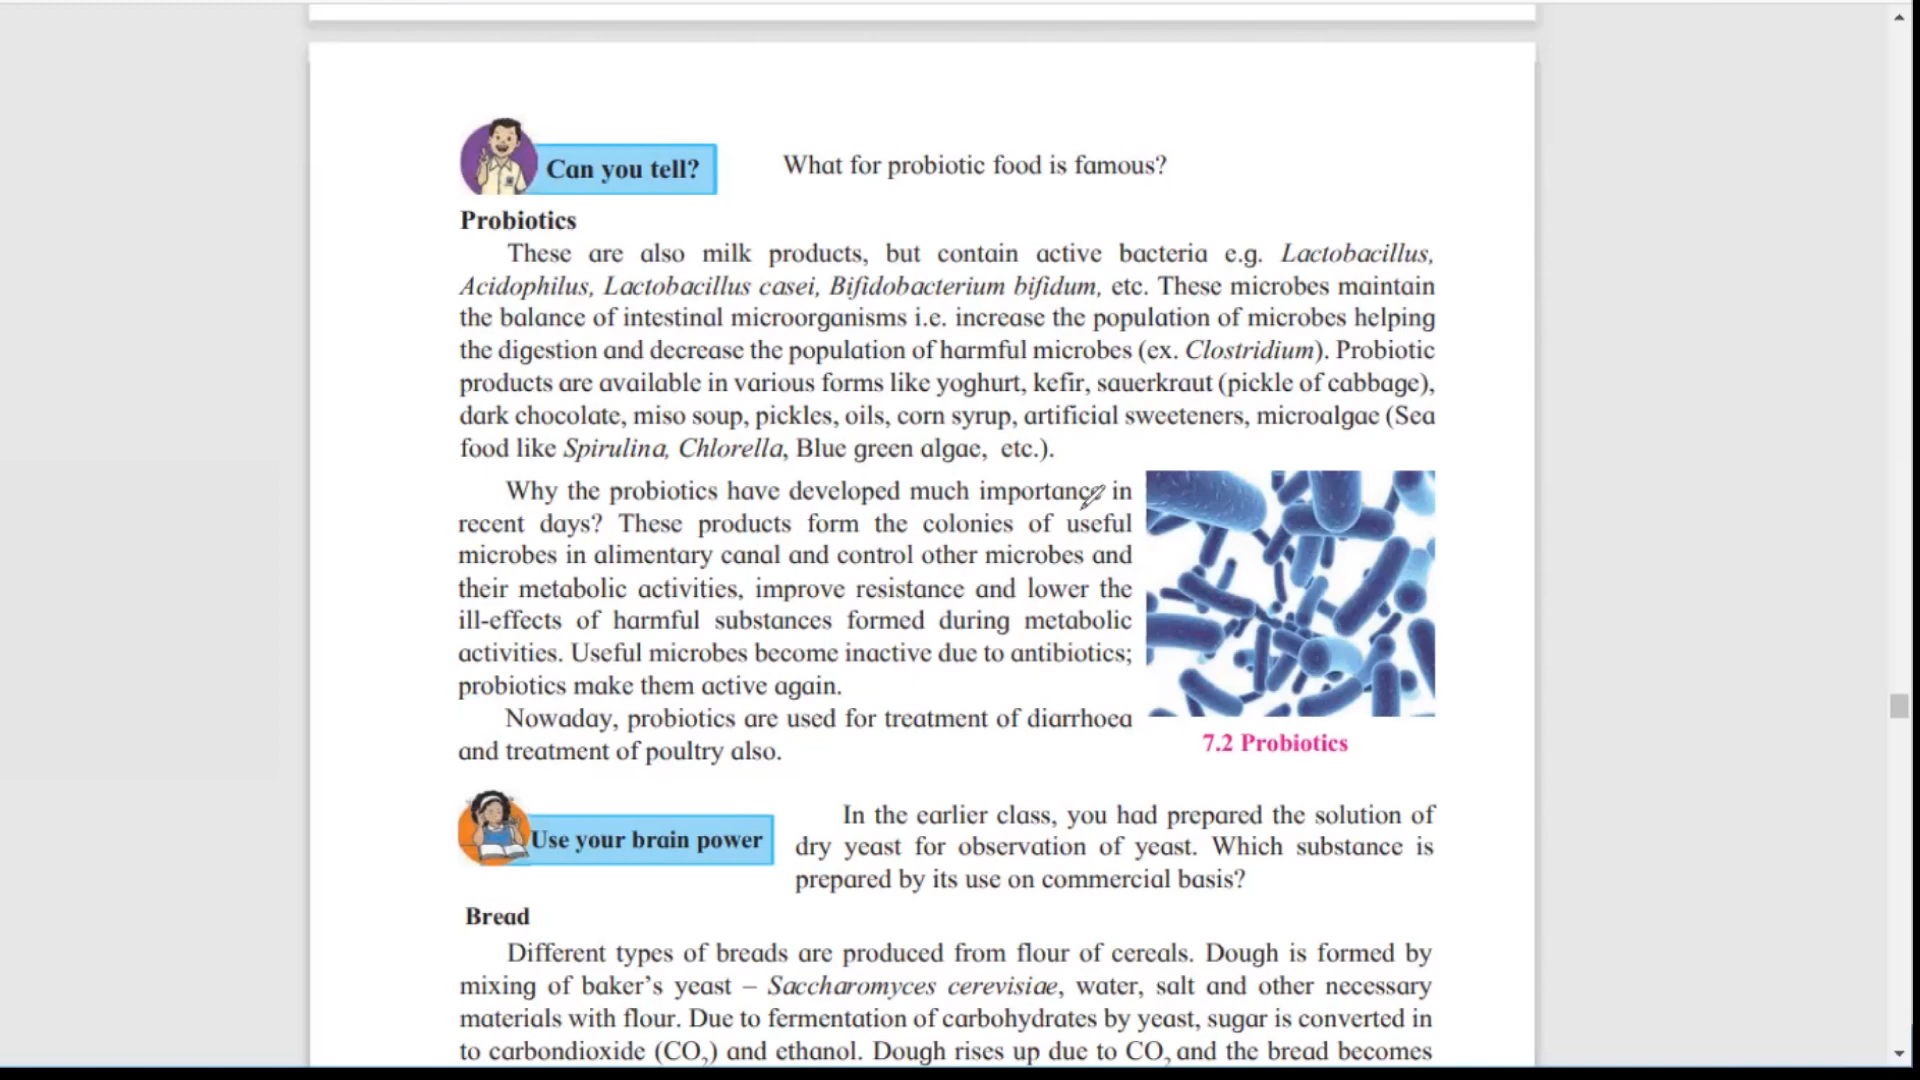 Can you tell?
What for probiotic food is famous?
Probiotics
These are also milk products, but contain active bacteria e.g. Lactobacillus,
Acidophilus, Lactobacillus casei, Bifidobacterium bifidum, etc. These microbes maintain
the balance of intestinal microorganisms i.e. increase the population of microbes helping
the digestion and decrease the population of harmful microbes (ex. Clostridium). Probiotic
products are available in various forms like yoghurt, kefir, sauerkraut (pickle of cabbage),
dark chocolate, miso soup, pickles, oils, corn syrup, artificial sweeteners, microalgae (Sea
food like Spirulina, Chlorella, Blue green algae, etc.).
Why the probiotics have developed much importance in
recent days? These products form the colonies of useful
microbes in alimentary canal and control other microbes and
their metabolic activities, improve resistance and lower the
ill-effects of harmful substances formed during metabolic
activities. Useful microbes become inactive due to antibiotics;
probiotics make them active again.
Nowaday, probiotics are used for treatment of diarrhoea
and treatment of poultry also.
7.2 Probiotics
Use your brain power
In the earlier class, you had prepared the solution of
dry yeast for observation of yeast. Which substance is
prepared by its use on commercial basis?
Bread
Different types of breads are produced from flour of cereals. Dough is formed by
mixing of baker's yeast – Saccharomyces cerevisiae, water, salt and other necessary
materials with flour. Due to fermentation of carbohydrates by yeast, sugar is converted in
to carbondioxide (CO₂) and ethanol. Dough rises up due to CO₂ and the bread becomes